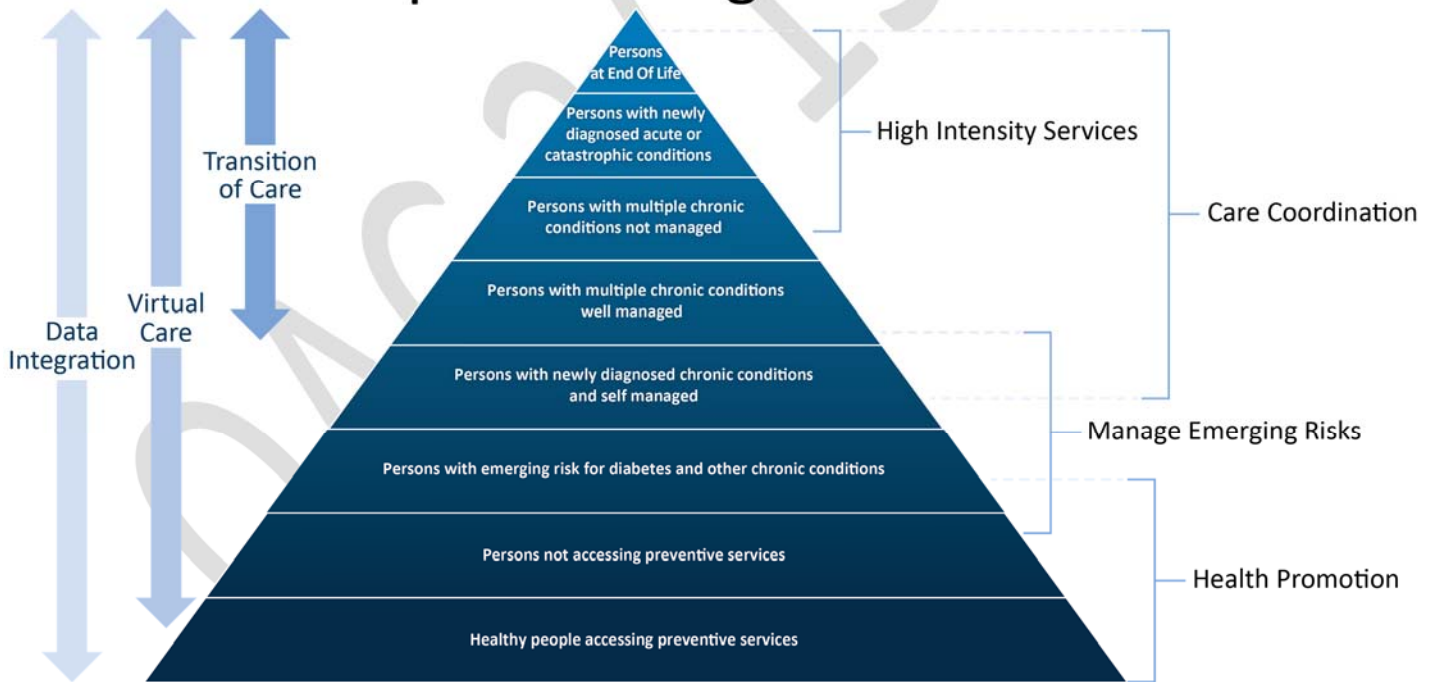 Persons
at End Of Life
Persons with newly
diagnosed acute or
catastrophic conditions
Persons with multiple chronic
conditions not managed
Persons with multiple chronic conditions
well managed
Persons with newly diagnosed chronic conditions
and self managed
Persons with emerging risk for diabetes and other chronic conditions
Persons not accessing preventive services
Healthy people accessing preventive services
Data
Integration
Virtual
Care
Transition
of Care
High Intensity Services
Care Coordination
Manage Emerging Risks
Health Promotion